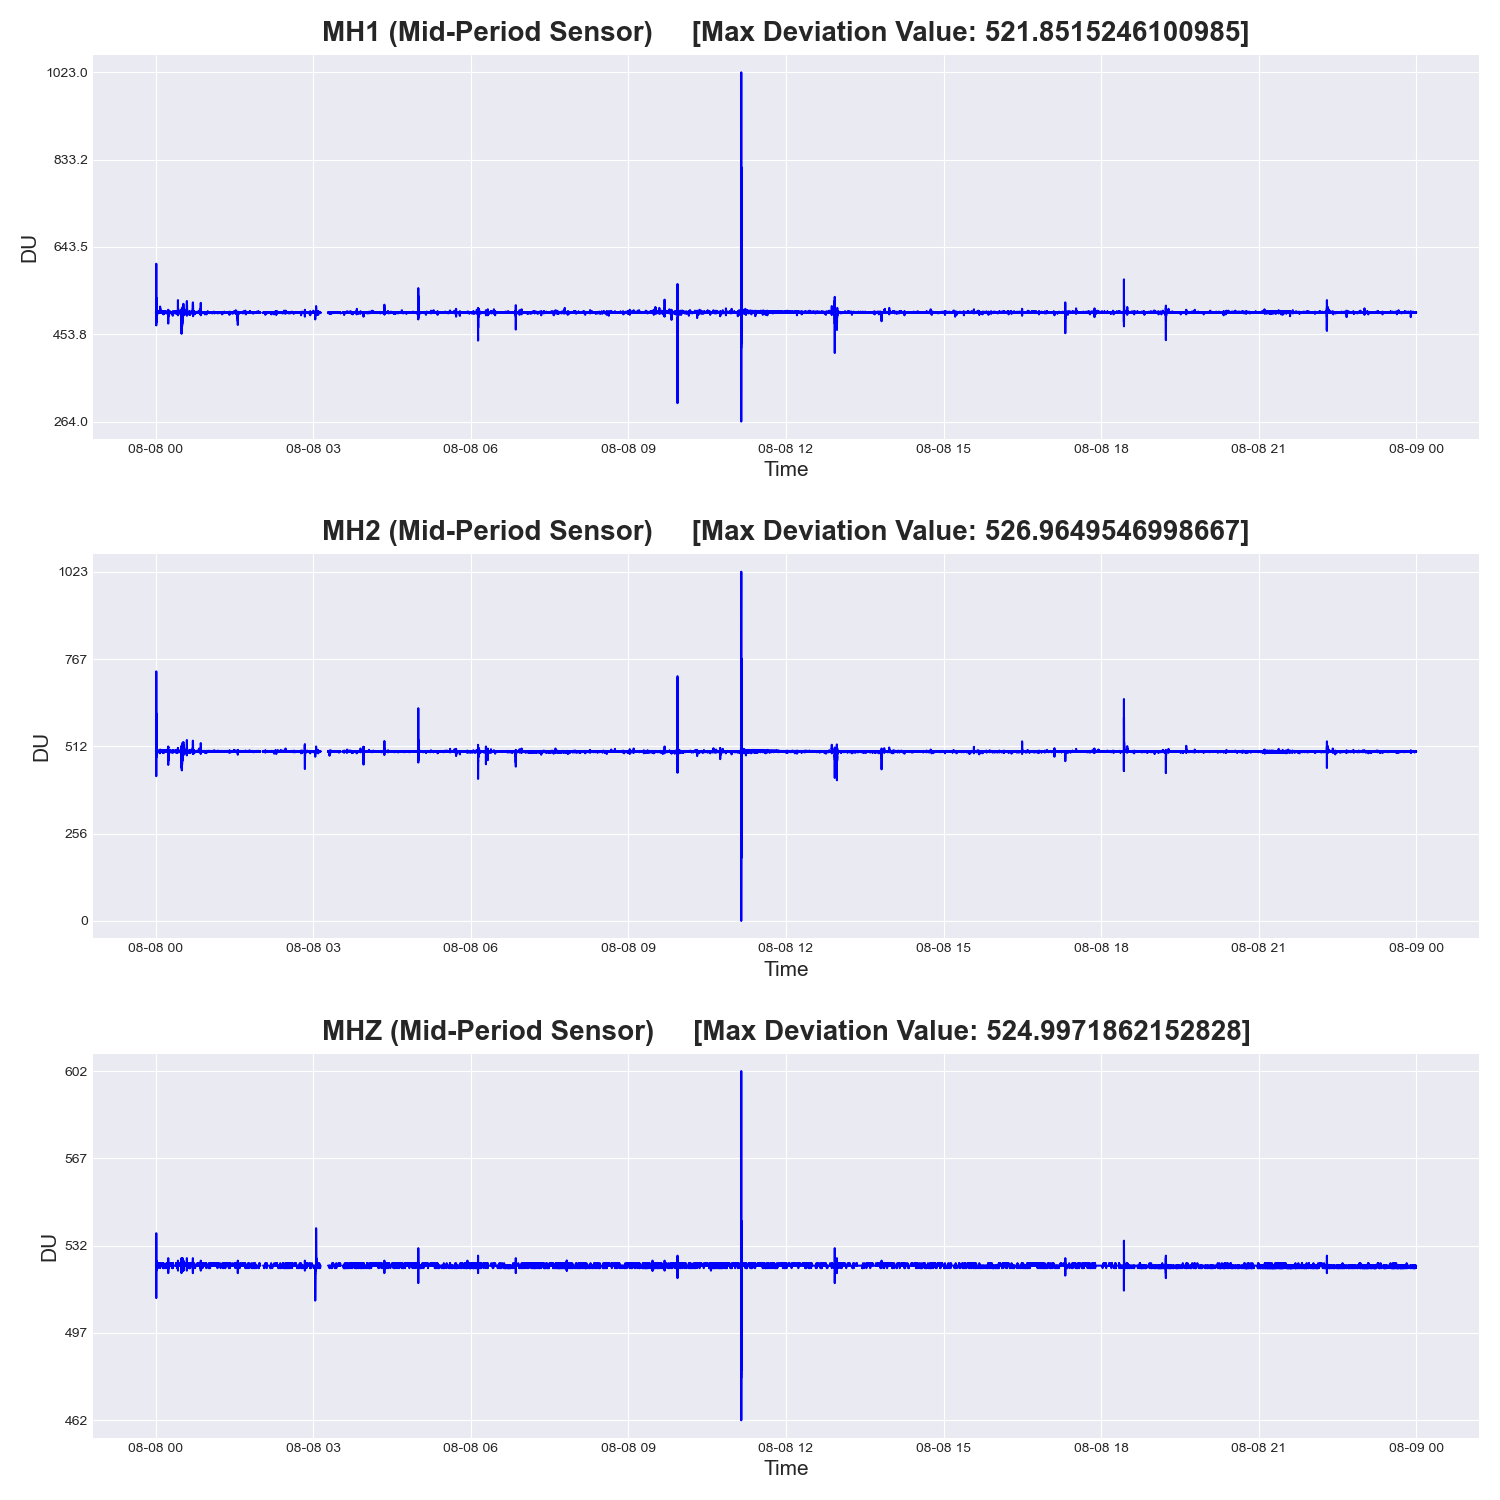 MH1 (Mid-Period Sensor) [Max Deviation Value: 521.8515246100985]
1023.0
833.2
643.5
453.8
264.0
DU
08-08 00 08-08 03 08-08 06 08-08 09 08-08 12 08-08 15 08-08 18 08-08 21 08-09 00
Time
MH2 (Mid-Period Sensor) [Max Deviation Value: 526.9649546998667]
1023
767
512
256
0
DU
08-08 00 08-08 03 08-08 06 08-08 09 08-08 12 08-08 15 08-08 18 08-08 21 08-09 00
Time
MHZ (Mid-Period Sensor) [Max Deviation Value: 524.9971862152828]
602
567
532
497
462
DU
08-08 00 08-08 03 08-08 06 08-08 09 08-08 12 08-08 15 08-08 18 08-08 21 08-09 00
Time